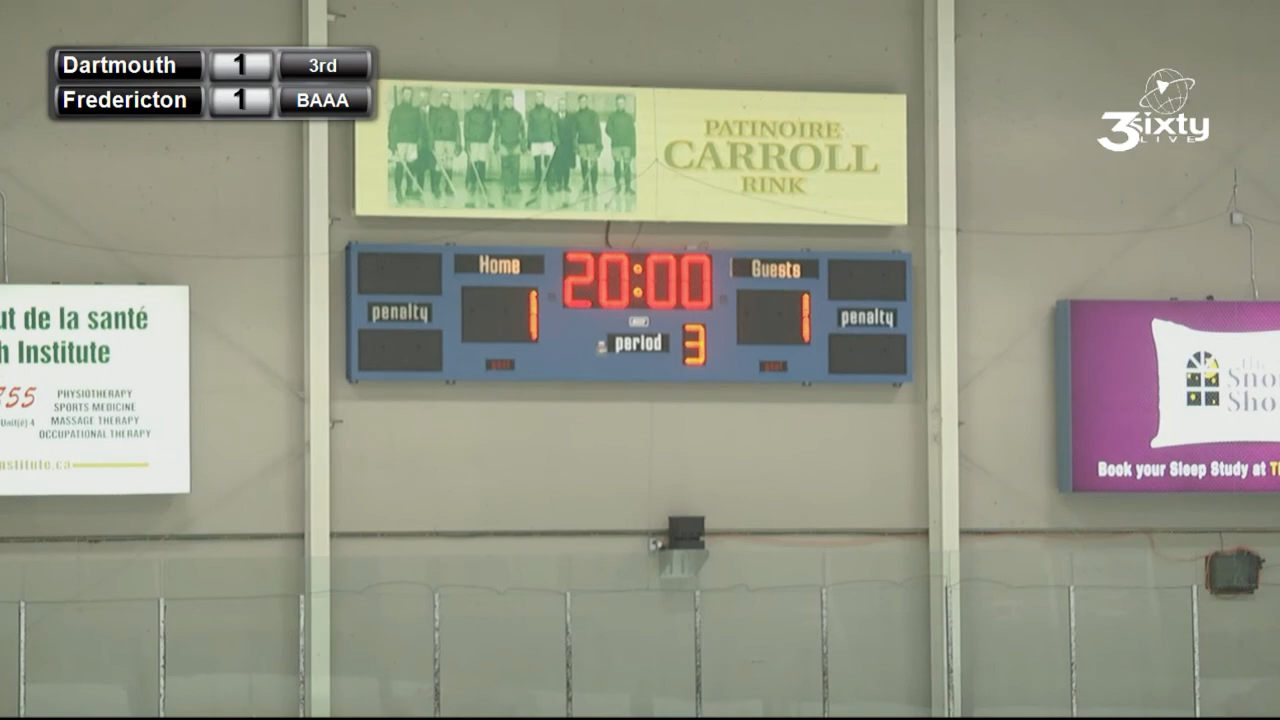 Dartmouth 1 3rd
Fredericton 1 BAAA
3sixty
LIVE
PATINOIRE
CARROLL
RINK
Home 20:00 Guests
penalty 1 1 penalty
period 3
ut de la santé
h Institute
PHYSIOTHERAPY
SPORTS MEDICINE
MASSAGE THERAPY
OCCUPATIONAL THERAPY
755
Unit(é) 4
nstitute.ca
Book your Sleep Study at